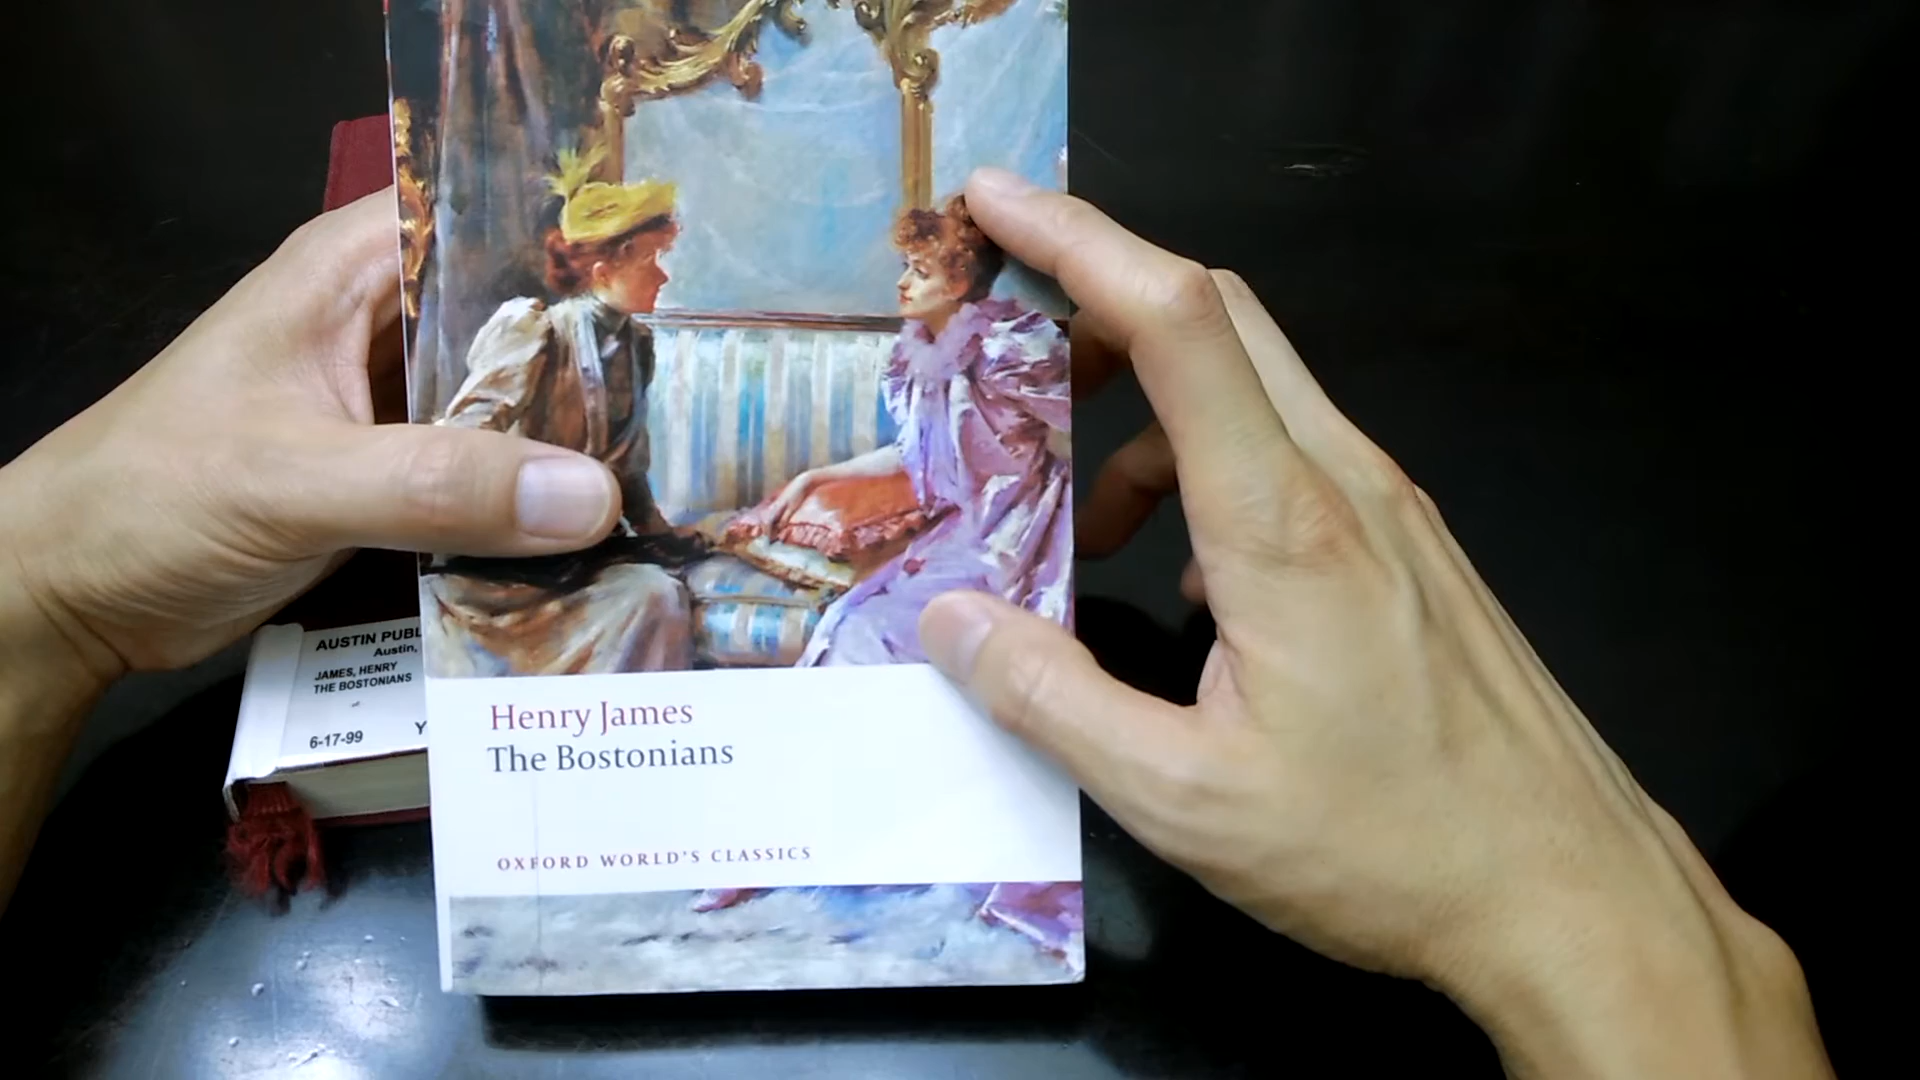 AUSTIN PUBL
Austin,
JAMES, HENRY
THE BOSTONIANS
6-17-99 Y
Henry James
The Bostonians
OXFORD WORLD'S CLASSICS